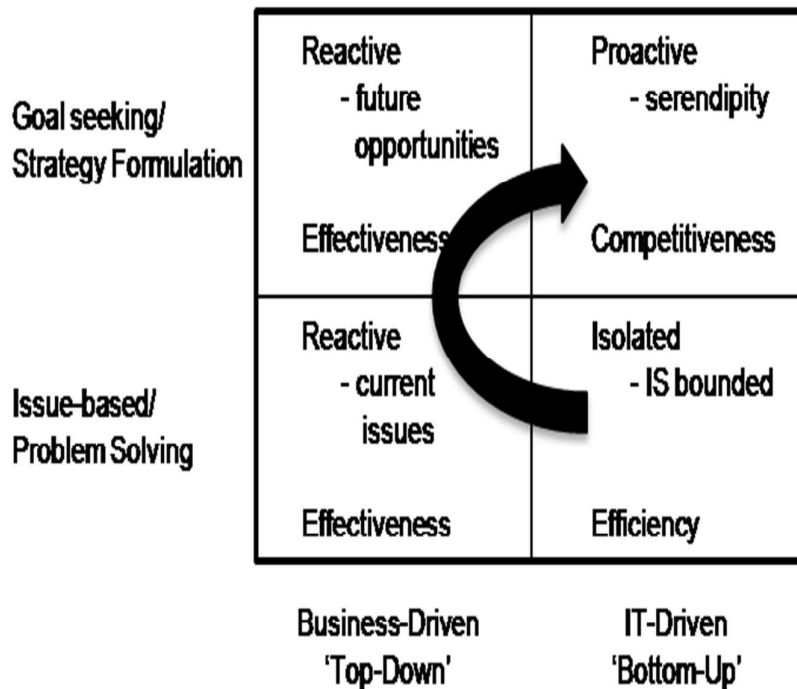 Goal seeking/
Strategy Formulation
Reactive
- future
opportunities
Effectiveness
Proactive
- serendipity
Competitiveness
Issue-based/
Problem Solving
Reactive
- current
issues
Effectiveness
Isolated
- IS bounded
Efficiency
Business-Driven
'Top-Down'
IT-Driven
'Bottom-Up'